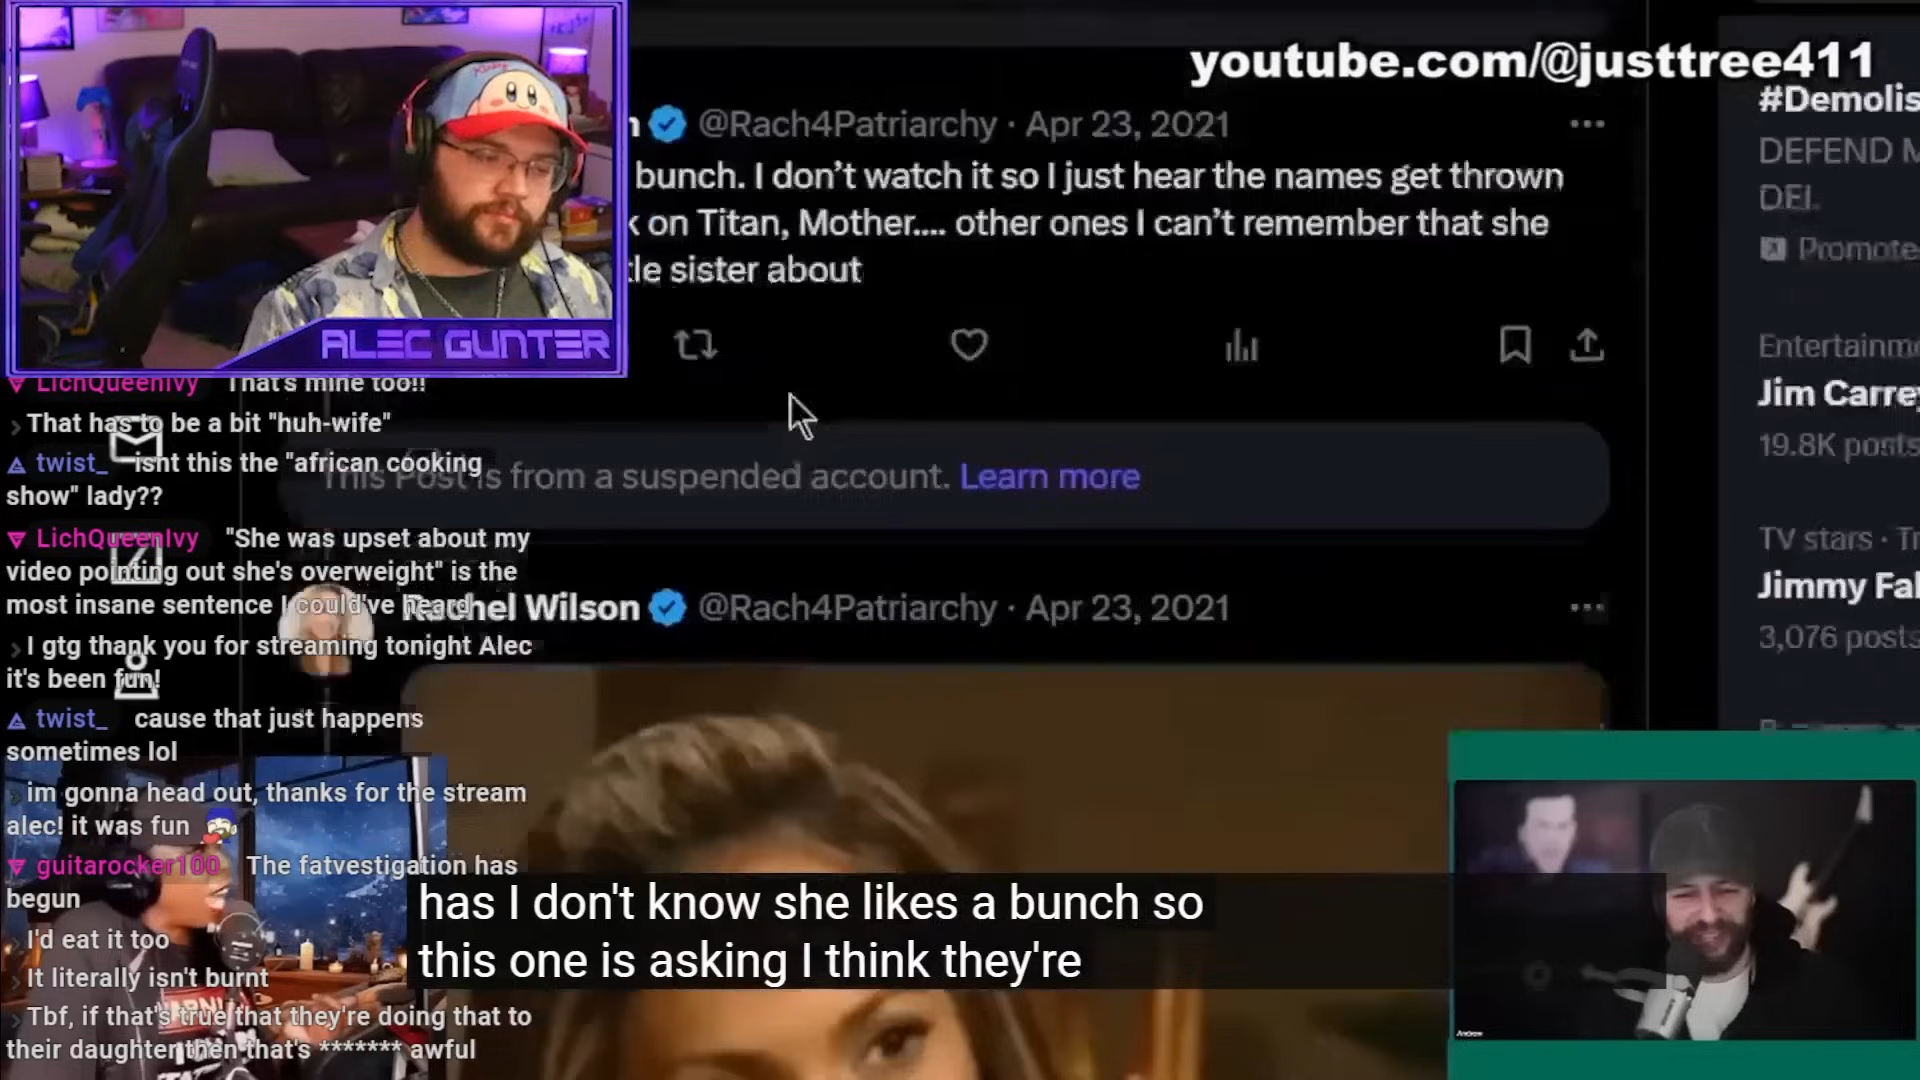 youtube.com/@justtree411
#Demolis
DEFEND M
DEI.
Promote
@Rach4Patriarchy · Apr 23, 2021
bunch. I don't watch it so I just hear the names get thrown
k on Titan, Mother.... other ones I can't remember that she
tle sister about
Kirby
ALEC GUNTER
Entertainme
Jim Carrey
19.8K posts
This Post is from a suspended account. Learn more
TV stars · Tr
Jimmy Fal
3,076 posts
Rachel Wilson @Rach4Patriarchy · Apr 23, 2021
LichQueenIvy That's mine too!!
That has to be a bit "huh-wife"
twist_ isnt this the "african cooking
show" lady??
LichQueenIvy "She was upset about my
video pointing out she's overweight" is the
most insane sentence I could've heard
I gtg thank you for streaming tonight Alec
it's been fun!
twist_ cause that just happens
sometimes lol
im gonna head out, thanks for the stream
alec! it was fun
guitarocker100 The fatvestigation has
begun
I'd eat it too
It literally isn't burnt
Tbf, if that's true that they're doing that to
their daughter then that's ******* awful
has I don't know she likes a bunch so
this one is asking I think they're
Andrew